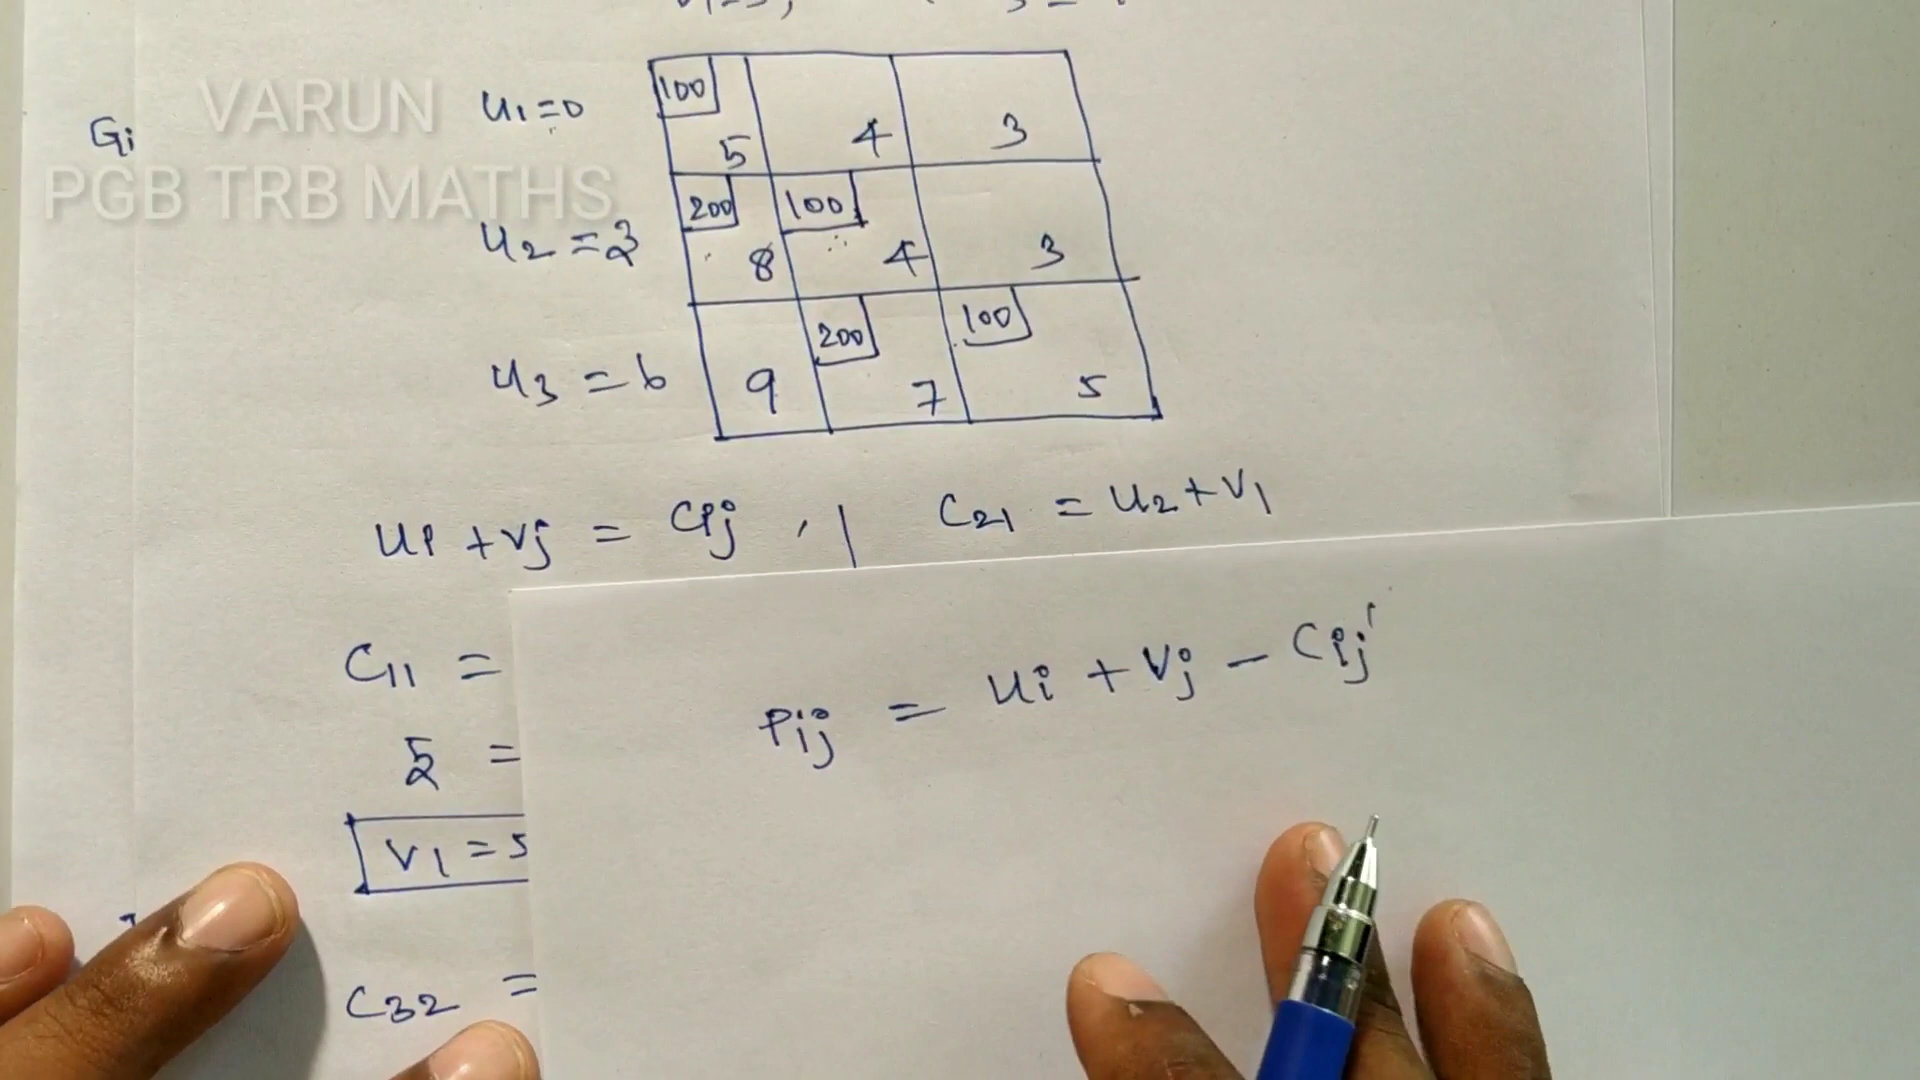 VARUN
PGB TRB MATHS
Gi
u1=0 100 5 4 3
u2=3 200 8 100 4 3
u3=6 9 200 7 100 5
ui + vj = cij , | C21 = u2 + v1
C11 =
5 =
v1 = 5
C32 =
Pij = ui + vj - Cij